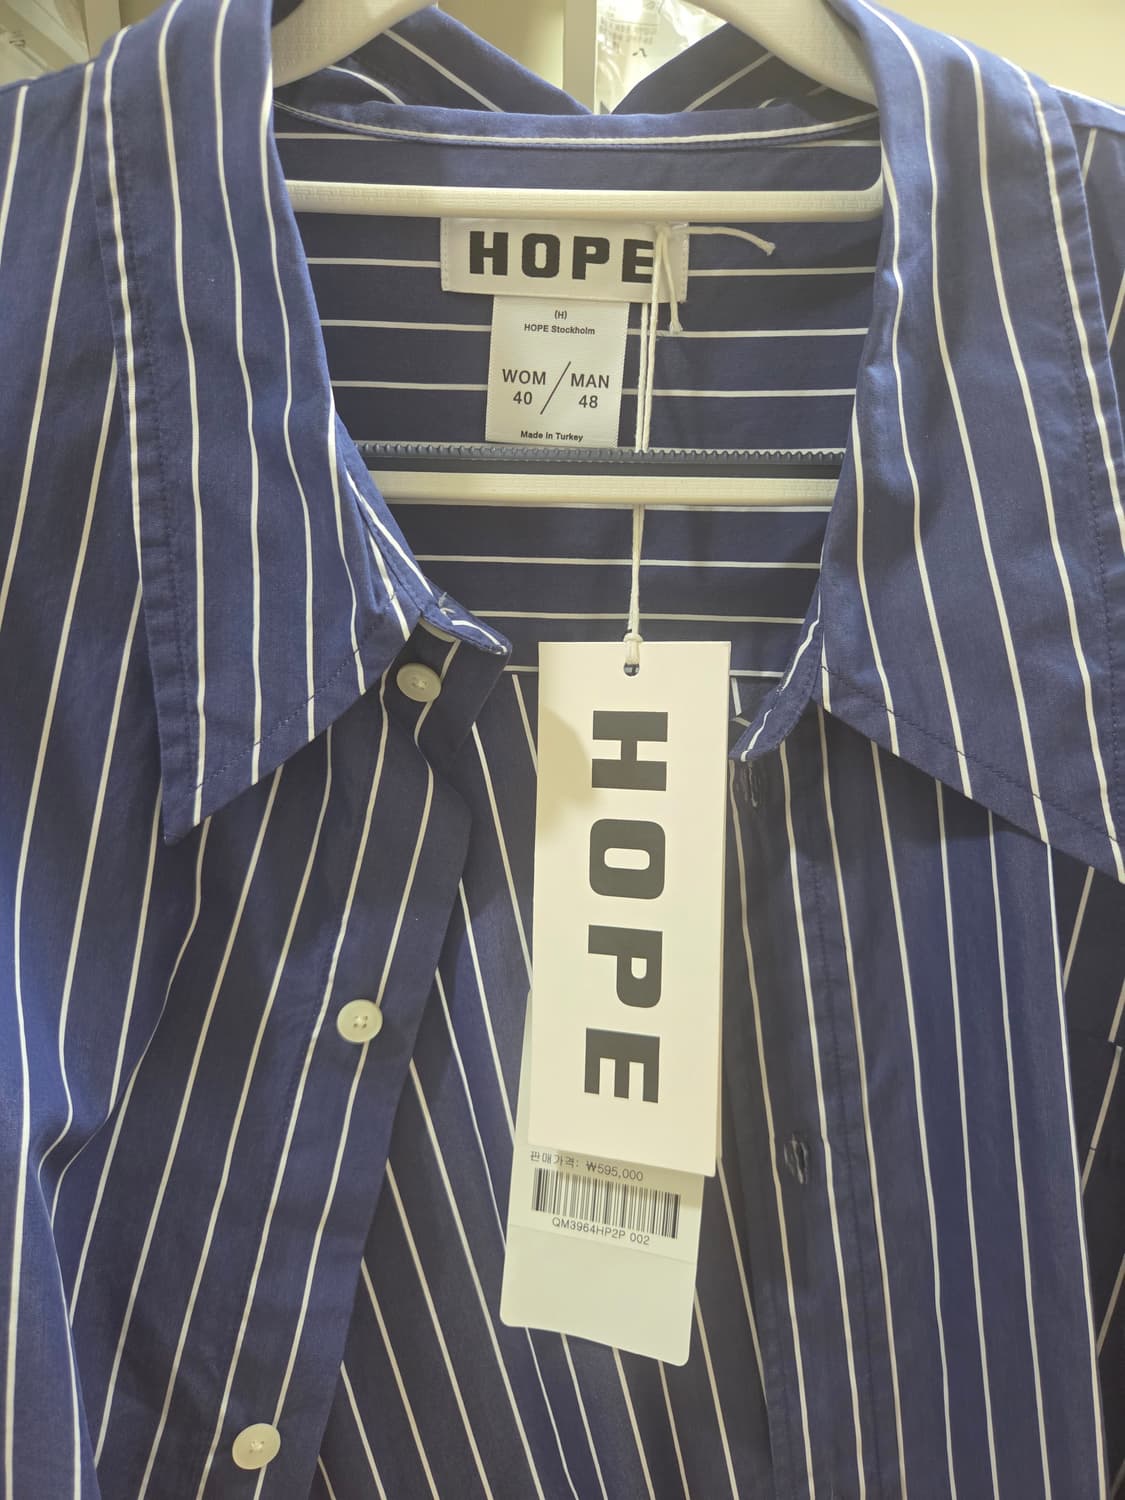 HOPE
(H)
HOPE Stockholm
WOM / MAN
40 48
Made in Turkey
HOPE
판매가격: ₩595,000
QM3964HP2P 002